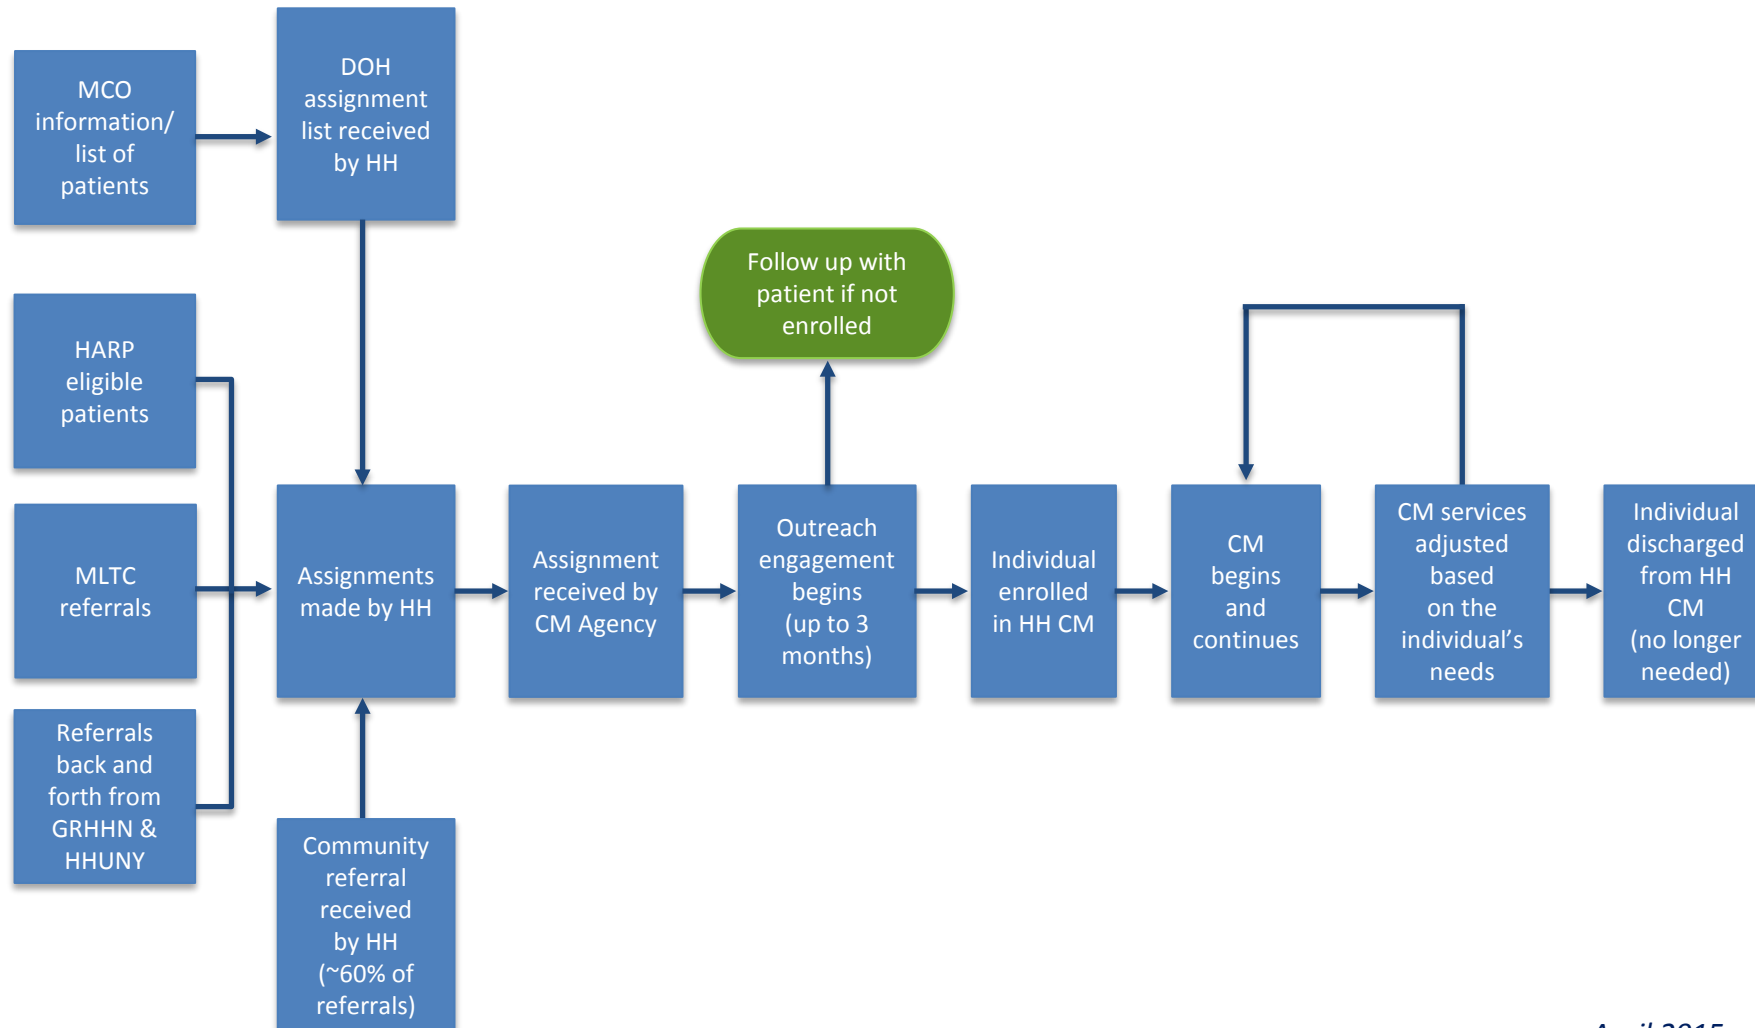 MCO
information/
list of
patients
DOH
assignment
list received
by HH
Follow up with
patient if not
enrolled
HARP
eligible
patients
MLTC
referrals
Referrals
back and
forth from
GRHHN &
HHUNY
Assignments
made by HH
Community
referral
received
by HH
(~60% of
referrals)
Assignment
received by
CM Agency
Outreach
engagement
begins
(up to 3
months)
Individual
enrolled
in HH CM
CM
begins
and
continues
CM services
adjusted
based
on the
individual’s
needs
Individual
discharged
from HH
CM
(no longer
needed)
April 2015